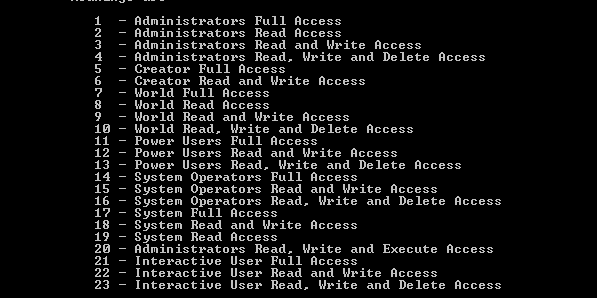 1 - Administrators Full Access
2 - Administrators Read Access
3 - Administrators Read and Write Access
4 - Administrators Read, Write and Delete Access
5 - Creator Full Access
6 - Creator Read and Write Access
7 - World Full Access
8 - World Read Access
9 - World Read and Write Access
10 - World Read, Write and Delete Access
11 - Power Users Full Access
12 - Power Users Read and Write Access
13 - Power Users Read, Write and Delete Access
14 - System Operators Full Access
15 - System Operators Read and Write Access
16 - System Operators Read, Write and Delete Access
17 - System Full Access
18 - System Read and Write Access
19 - System Read Access
20 - Administrators Read, Write and Execute Access
21 - Interactive User Full Access
22 - Interactive User Read and Write Access
23 - Interactive User Read, Write and Delete Access